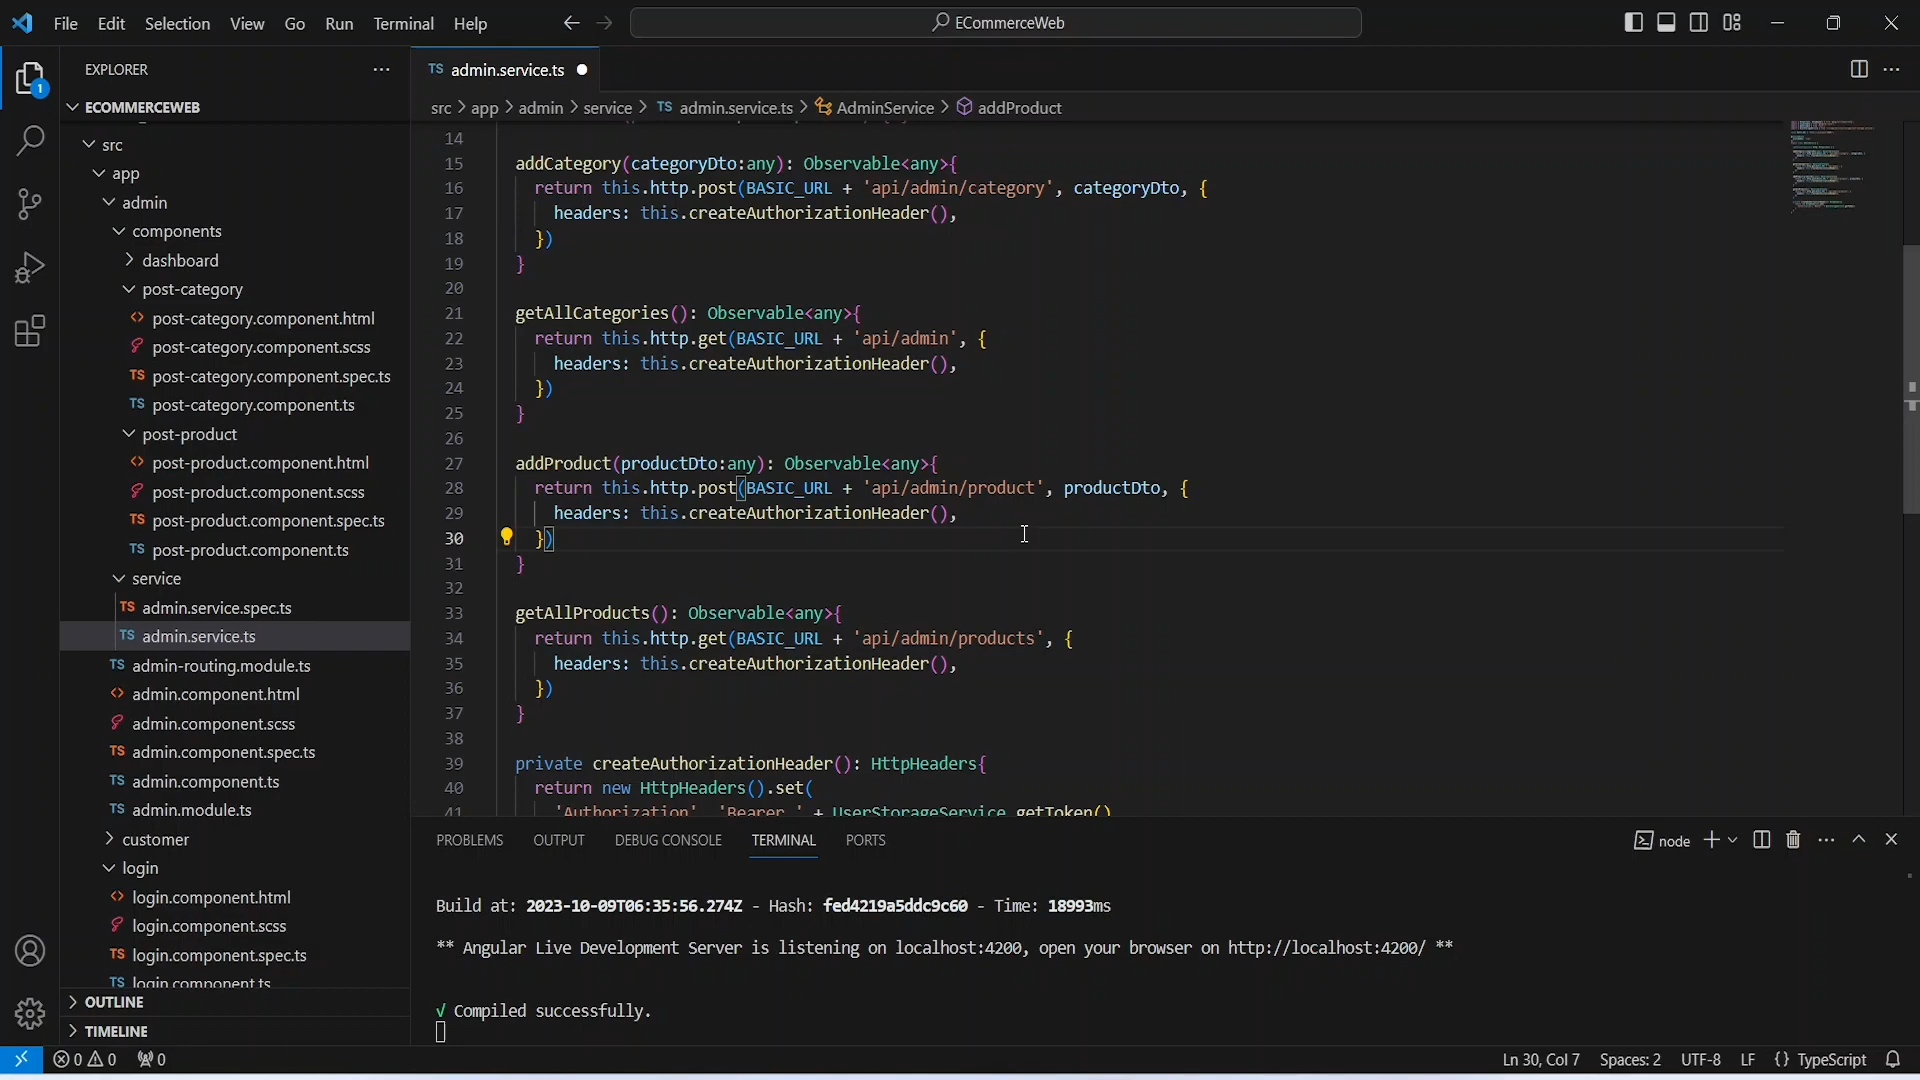 File Edit Selection View Go Run Terminal Help ECommerceWeb
EXPLORER
1
ECOMMERCEWEB
src
app
admin
components
dashboard
post-category
post-category.component.html
post-category.component.scss
post-category.component.spec.ts
post-category.component.ts
post-product
post-product.component.html
post-product.component.scss
post-product.component.spec.ts
post-product.component.ts
service
admin.service.spec.ts
admin.service.ts
admin-routing.module.ts
admin.component.html
admin.component.scss
admin.component.spec.ts
admin.component.ts
admin.module.ts
customer
login
login.component.html
login.component.scss
login.component.spec.ts
login.component.ts
OUTLINE
TIMELINE
TS admin.service.ts
src > app > admin > service > TS admin.service.ts > AdminService > addProduct
14
15 addCategory(categoryDto:any): Observable<any>{
16 return this.http.post(BASIC_URL + 'api/admin/category', categoryDto, {
17 headers: this.createAuthorizationHeader(),
18 })
19 }
20
21 getAllCategories(): Observable<any>{
22 return this.http.get(BASIC_URL + 'api/admin', {
23 headers: this.createAuthorizationHeader(),
24 })
25 }
26
27 addProduct(productDto:any): Observable<any>{
28 return this.http.post(BASIC_URL + 'api/admin/product', productDto, {
29 headers: this.createAuthorizationHeader(),
30 })
31 }
32
33 getAllProducts(): Observable<any>{
34 return this.http.get(BASIC_URL + 'api/admin/products', {
35 headers: this.createAuthorizationHeader(),
36 })
37 }
38
39 private createAuthorizationHeader(): HttpHeaders{
40 return new HttpHeaders().set(
41 'Authorization', 'Bearer ' + UserStorageService.getToken()
PROBLEMS OUTPUT DEBUG CONSOLE TERMINAL PORTS node
Build at: 2023-10-09T06:35:56.274Z - Hash: fed4219a5ddc9c60 - Time: 18993ms
** Angular Live Development Server is listening on localhost:4200, open your browser on http://localhost:4200/ **
√ Compiled successfully.
0 0 0 Ln 30, Col 7 Spaces: 2 UTF-8 LF {} TypeScript